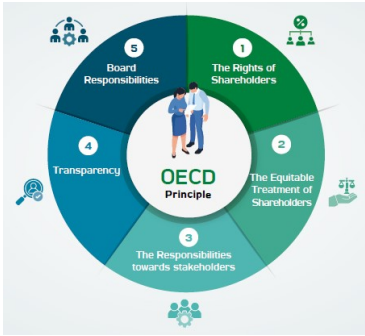 OECD
Principle
1
The Rights of
Shareholders
2
The Equitable
Treatment of
Shareholders
3
The Responsibilities
towards stakeholders
4
Transparency
5
Board
Responsibilities
%